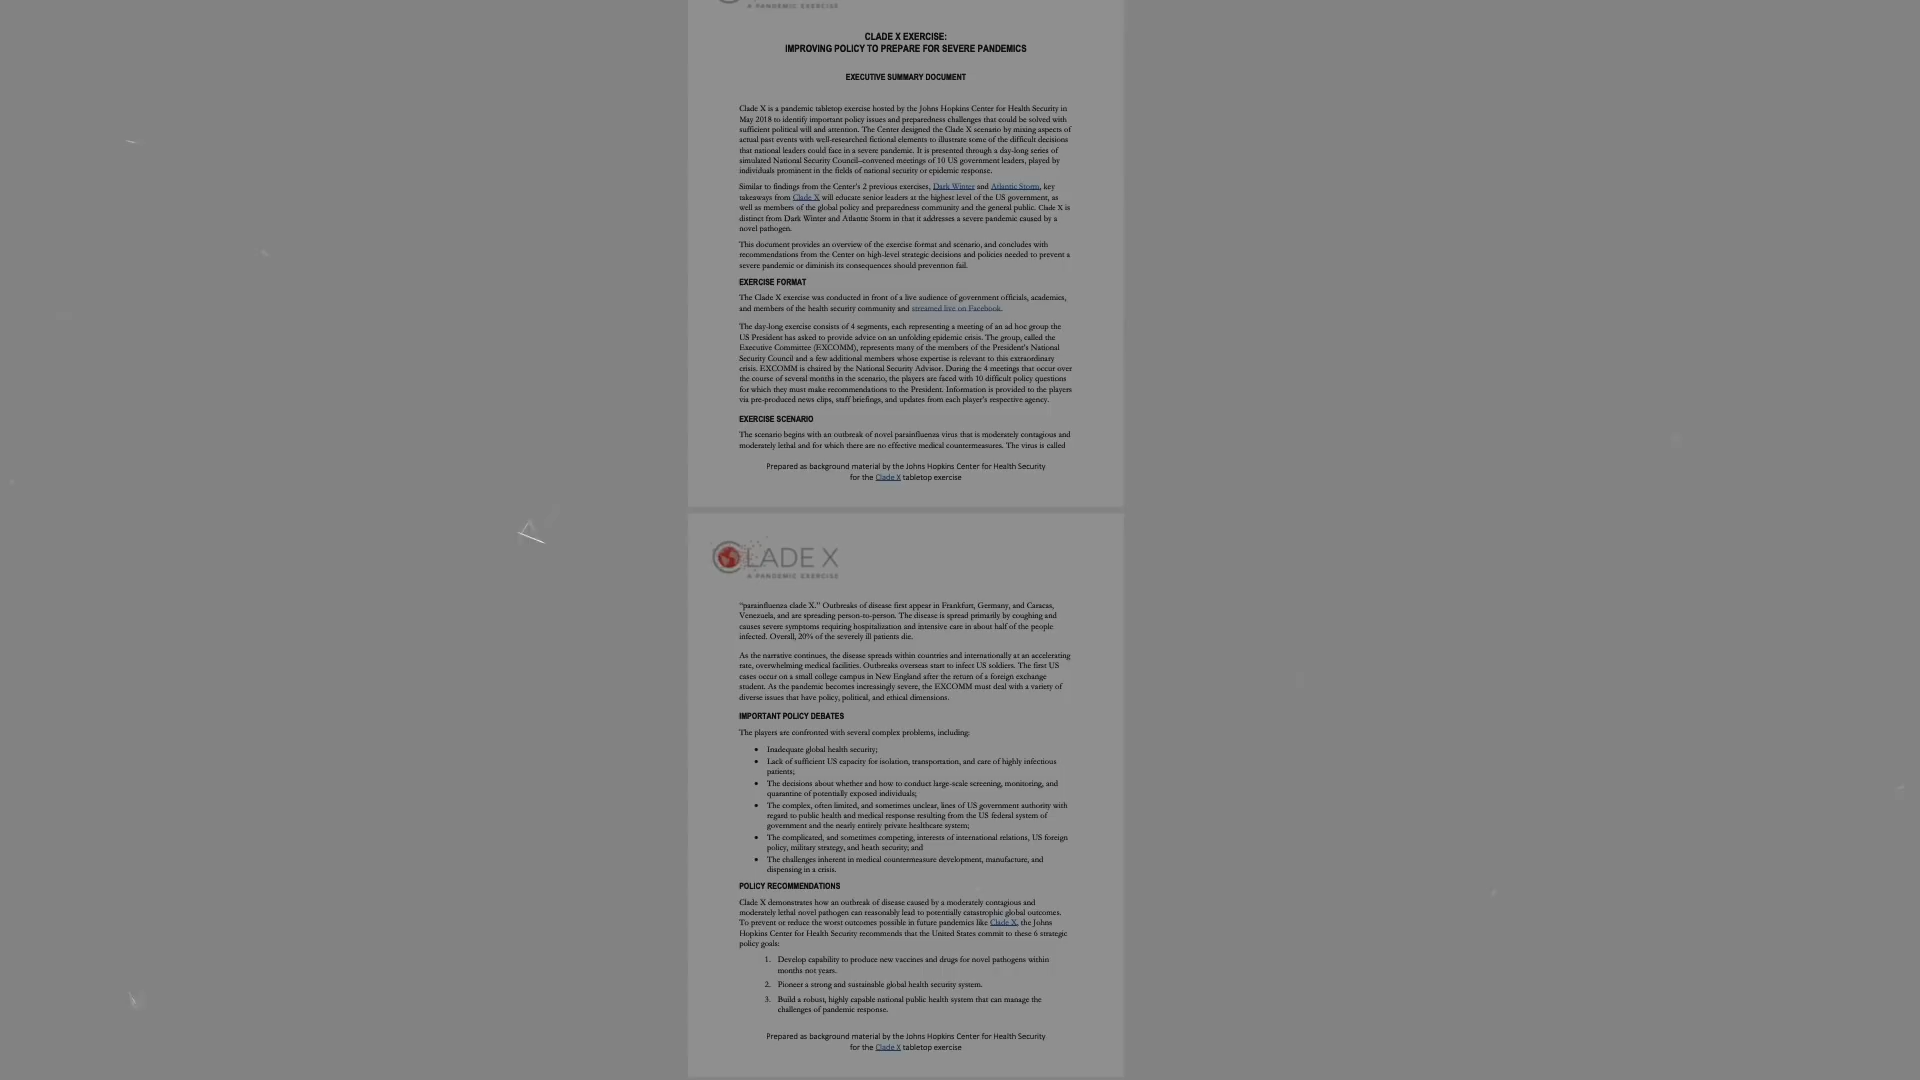 A PANDEMIC EXERCISE
CLADE X EXERCISE:
IMPROVING POLICY TO PREPARE FOR SEVERE PANDEMICS
EXECUTIVE SUMMARY DOCUMENT
Clade X is a pandemic tabletop exercise hosted by the Johns Hopkins Center for Health Security in
May 2018 to identify important policy issues and preparedness challenges that could be solved with
sufficient political will and attention. The Center designed the Clade X scenario by mixing aspects of
actual past events with well-researched fictional elements to illustrate some of the difficult decisions
that national leaders could face in a severe pandemic. It is presented through a day-long series of
simulated National Security Council–convened meetings of 10 US government leaders, played by
individuals prominent in the fields of national security or epidemic response.
Similar to findings from the Center's 2 previous exercises, Dark Winter and Atlantic Storm, key
takeaways from Clade X will educate senior leaders at the highest level of the US government, as
well as members of the global policy and preparedness community and the general public. Clade X is
distinct from Dark Winter and Atlantic Storm in that it addresses a severe pandemic caused by a
novel pathogen.
This document provides an overview of the exercise format and scenario, and concludes with
recommendations from the Center on high-level strategic decisions and policies needed to prevent a
severe pandemic or diminish its consequences should prevention fail.
EXERCISE FORMAT
The Clade X exercise was conducted in front of a live audience of government officials, academics,
and members of the health security community and streamed live on Facebook.
The day-long exercise consists of 4 segments, each representing a meeting of an ad hoc group the
US President has asked to provide advice on an unfolding epidemic crisis. The group, called the
Executive Committee (EXCOMM), represents many of the members of the President's National
Security Council and a few additional members whose expertise is relevant to this extraordinary
crisis. EXCOMM is chaired by the National Security Advisor. During the 4 meetings that occur over
the course of several months in the scenario, the players are faced with 10 difficult policy questions
for which they must make recommendations to the President. Information is provided to the players
via pre-produced news clips, staff briefings, and updates from each player's respective agency.
EXERCISE SCENARIO
The scenario begins with an outbreak of novel parainfluenza virus that is moderately contagious and
moderately lethal and for which there are no effective medical countermeasures. The virus is called
Prepared as background material by the Johns Hopkins Center for Health Security
for the Clade X tabletop exercise
CLADE X
A PANDEMIC EXERCISE
"parainfluenza clade X." Outbreaks of disease first appear in Frankfurt, Germany, and Caracas,
Venezuela, and are spreading person-to-person. The disease is spread primarily by coughing and
causes severe symptoms requiring hospitalization and intensive care in about half of the people
infected. Overall, 20% of the severely ill patients die.
As the narrative continues, the disease spreads within countries and internationally at an accelerating
rate, overwhelming medical facilities. Outbreaks overseas start to infect US soldiers. The first US
cases occur on a small college campus in New England after the return of a foreign exchange
student. As the pandemic becomes increasingly severe, the EXCOMM must deal with a variety of
diverse issues that have policy, political, and ethical dimensions.
IMPORTANT POLICY DEBATES
The players are confronted with several complex problems, including:
• Inadequate global health security;
• Lack of sufficient US capacity for isolation, transportation, and care of highly infectious
patients;
• The decisions about whether and how to conduct large-scale screening, monitoring, and
quarantine of potentially exposed individuals;
• The complex, often limited, and sometimes unclear, lines of US government authority with
regard to public health and medical response resulting from the US federal system of
government and the nearly entirely private healthcare system;
• The complicated, and sometimes competing, interests of international relations, US foreign
policy, military strategy, and heath security; and
• The challenges inherent in medical countermeasure development, manufacture, and
dispensing in a crisis.
POLICY RECOMMENDATIONS
Clade X demonstrates how an outbreak of disease caused by a moderately contagious and
moderately lethal novel pathogen can reasonably lead to potentially catastrophic global outcomes.
To prevent or reduce the worst outcomes possible in future pandemics like Clade X, the Johns
Hopkins Center for Health Security recommends that the United States commit to these 6 strategic
policy goals:
1. Develop capability to produce new vaccines and drugs for novel pathogens within
months not years.
2. Pioneer a strong and sustainable global health security system.
3. Build a robust, highly capable national public health system that can manage the
challenges of pandemic response.
Prepared as background material by the Johns Hopkins Center for Health Security
for the Clade X tabletop exercise